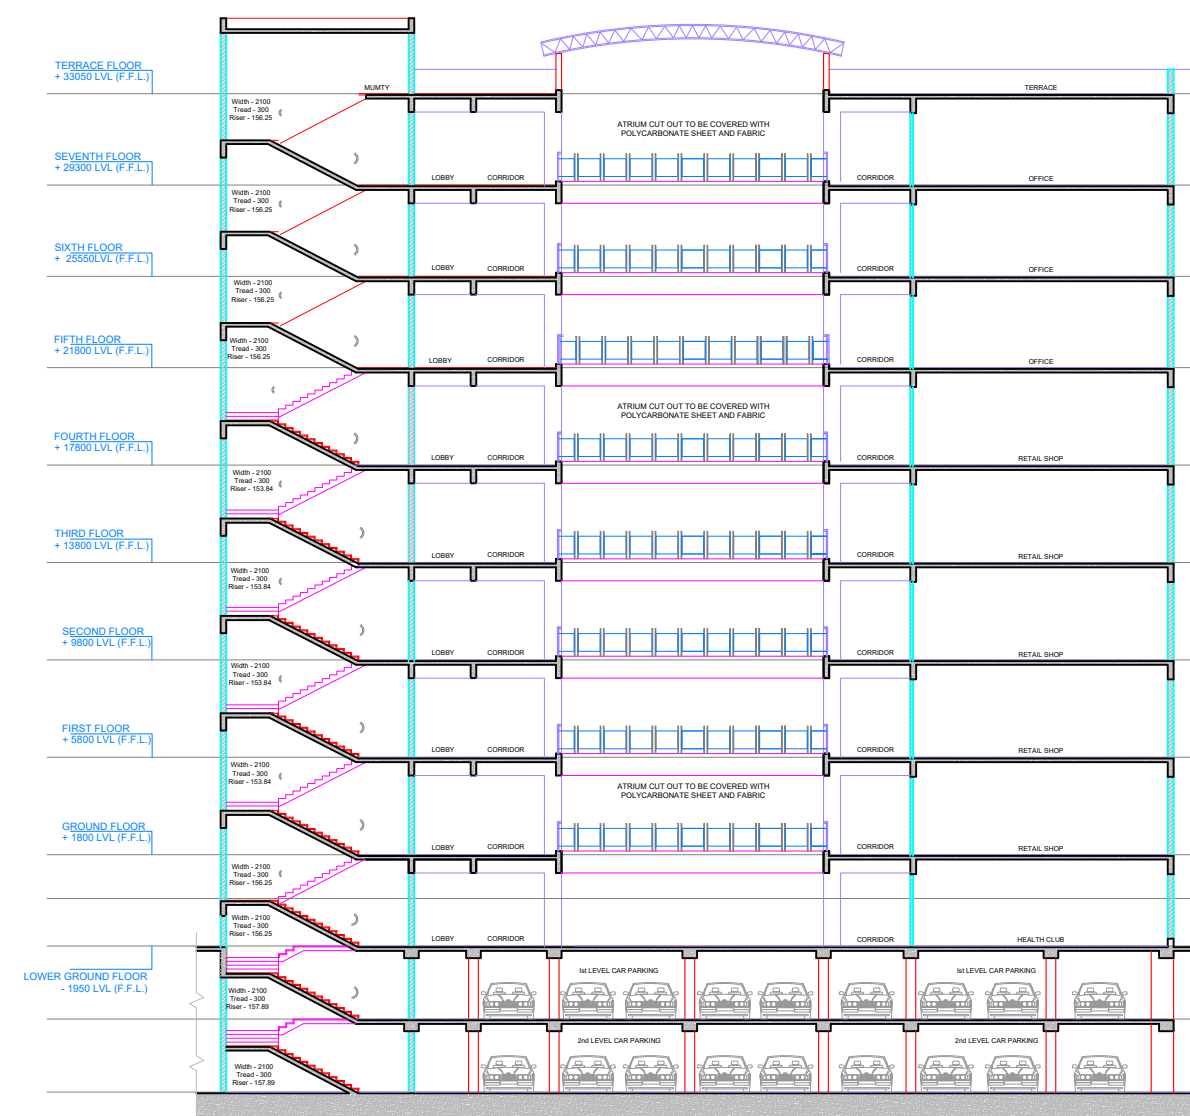 TERRACE FLOOR
+ 33050 LVL (F.F.L.)
MUMTY
TERRACE
Width - 2100
Tread - 300
Riser - 156.25
ATRIUM CUT OUT TO BE COVERED WITH
POLYCARBONATE SHEET AND FABRIC
SEVENTH FLOOR
+ 29300 LVL (F.F.L.)
LOBBY
CORRIDOR
CORRIDOR
OFFICE
Width - 2100
Tread - 300
Riser - 156.25
SIXTH FLOOR
+ 25550LVL (F.F.L.)
LOBBY
CORRIDOR
CORRIDOR
OFFICE
Width - 2100
Tread - 300
Riser - 156.25
FIFTH FLOOR
+ 21800 LVL (F.F.L.)
Width - 2100
Tread - 300
Riser - 156.25
LOBBY
CORRIDOR
CORRIDOR
OFFICE
ATRIUM CUT OUT TO BE COVERED WITH
POLYCARBONATE SHEET AND FABRIC
FOURTH FLOOR
+ 17800 LVL (F.F.L.)
LOBBY
CORRIDOR
CORRIDOR
RETAIL SHOP
Width - 2100
Tread - 300
Riser - 153.84
THIRD FLOOR
+ 13800 LVL (F.F.L.)
LOBBY
CORRIDOR
CORRIDOR
RETAIL SHOP
Width - 2100
Tread - 300
Riser - 153.84
SECOND FLOOR
+ 9800 LVL (F.F.L.)
LOBBY
CORRIDOR
CORRIDOR
RETAIL SHOP
Width - 2100
Tread - 300
Riser - 153.84
FIRST FLOOR
+ 5800 LVL (F.F.L.)
LOBBY
CORRIDOR
CORRIDOR
RETAIL SHOP
Width - 2100
Tread - 300
Riser - 153.84
ATRIUM CUT OUT TO BE COVERED WITH
POLYCARBONATE SHEET AND FABRIC
GROUND FLOOR
+ 1800 LVL (F.F.L.)
LOBBY
CORRIDOR
CORRIDOR
RETAIL SHOP
Width - 2100
Tread - 300
Riser - 156.25
Width - 2100
Tread - 300
Riser - 156.25
LOBBY
CORRIDOR
CORRIDOR
HEALTH CLUB
LOWER GROUND FLOOR
- 1950 LVL (F.F.L.)
Ist LEVEL CAR PARKING
Ist LEVEL CAR PARKING
Width - 2100
Tread - 300
Riser - 157.89
2nd LEVEL CAR PARKING
2nd LEVEL CAR PARKING
Width - 2100
Tread - 300
Riser - 157.89